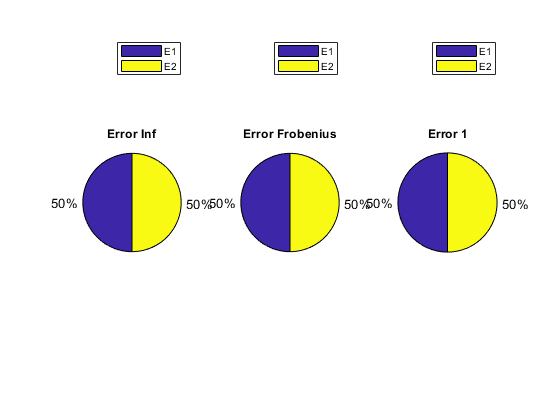 E1 E1 E1
E2 E2 E2
Error Inf Error Frobenius Error 1
50% 50% 50% 50% 50% 50%